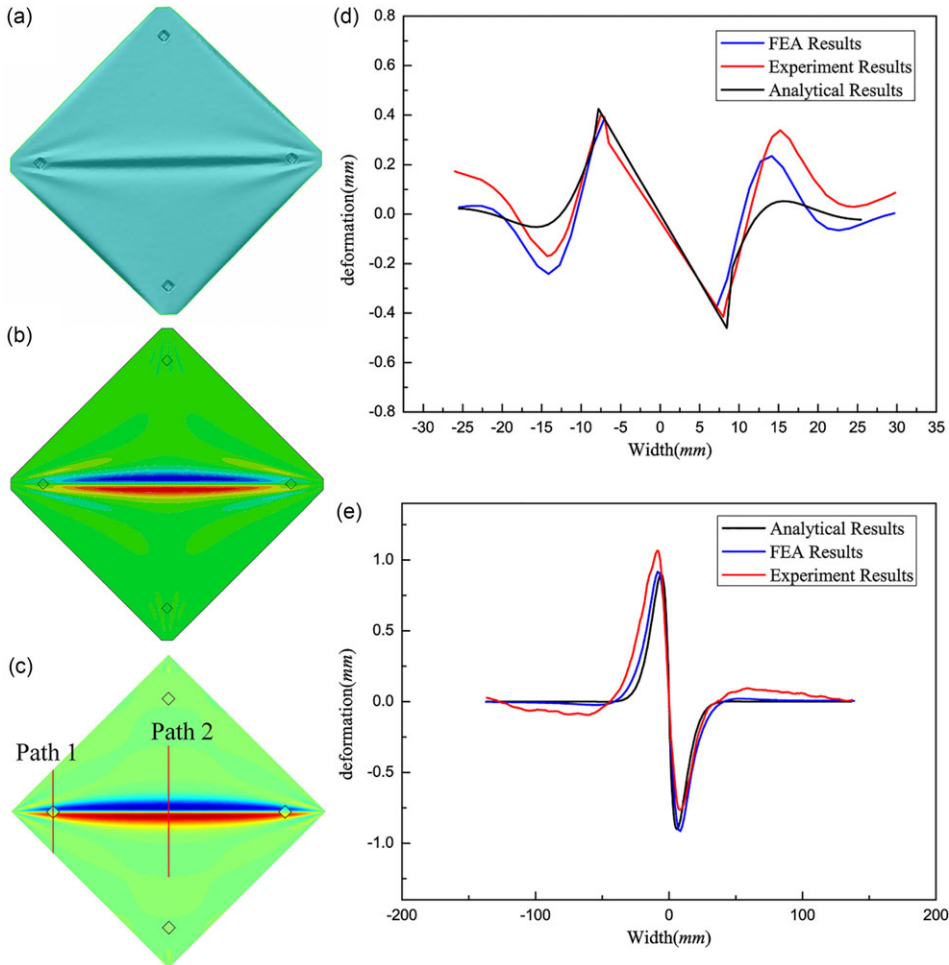 (a)
(b)
(c)
Path 1
Path 2
(d)
0.8
0.6
0.4
0.2
0.0
-0.2
-0.4
-0.6
-0.8
deformation(mm)
FEA Results
Experiment Results
Analytical Results
-30 -25 -20 -15 -10 -5 0 5 10 15 20 25 30 35
Width(mm)
(e)
1.0
0.5
0.0
-0.5
-1.0
deformation(mm)
Analytical Results
FEA Results
Experiment Results
-200 -100 0 100 200
Width(mm)